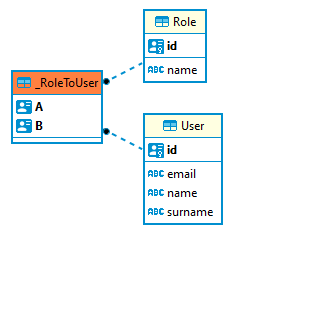 Role
id
ABC name
_RoleToUser
A
B
User
id
ABC email
ABC name
ABC surname